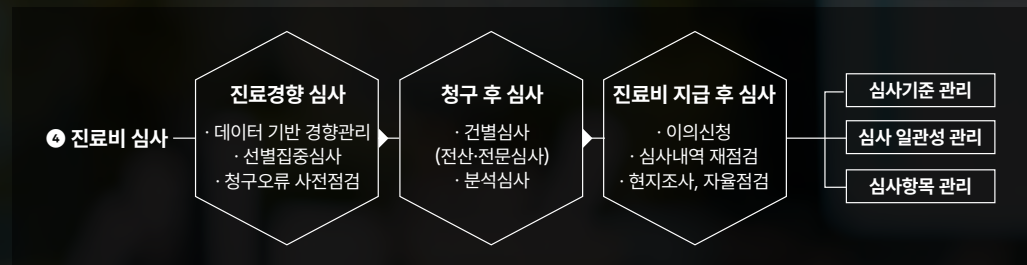 ❹ 진료비 심사
진료경향 심사
· 데이터 기반 경향관리
· 선별집중심사
· 청구오류 사전점검
청구 후 심사
· 건별심사
(전산·전문심사)
· 분석심사
진료비 지급 후 심사
· 이의신청
· 심사내역 재점검
· 현지조사, 자율점검
심사기준 관리
심사 일관성 관리
심사항목 관리